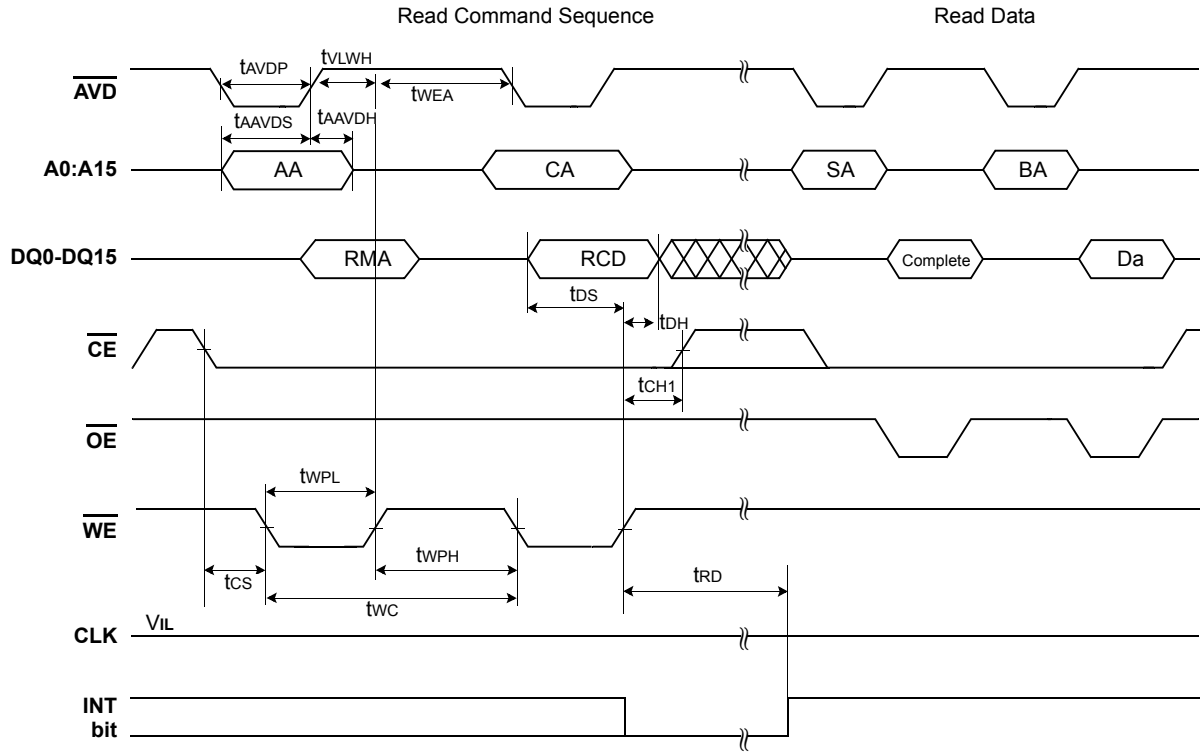 Read Command Sequence
Read Data
AVD
tAVDP
tVLWH
tWEA
tAAVDS
tAAVDH
A0:A15
AA
CA
SA
BA
DQ0-DQ15
RMA
RCD
Complete
Da
tDS
tDH
CE
tCH1
OE
tWPL
WE
tWPH
tCS
tWC
tRD
CLK
VIL
INT
bit